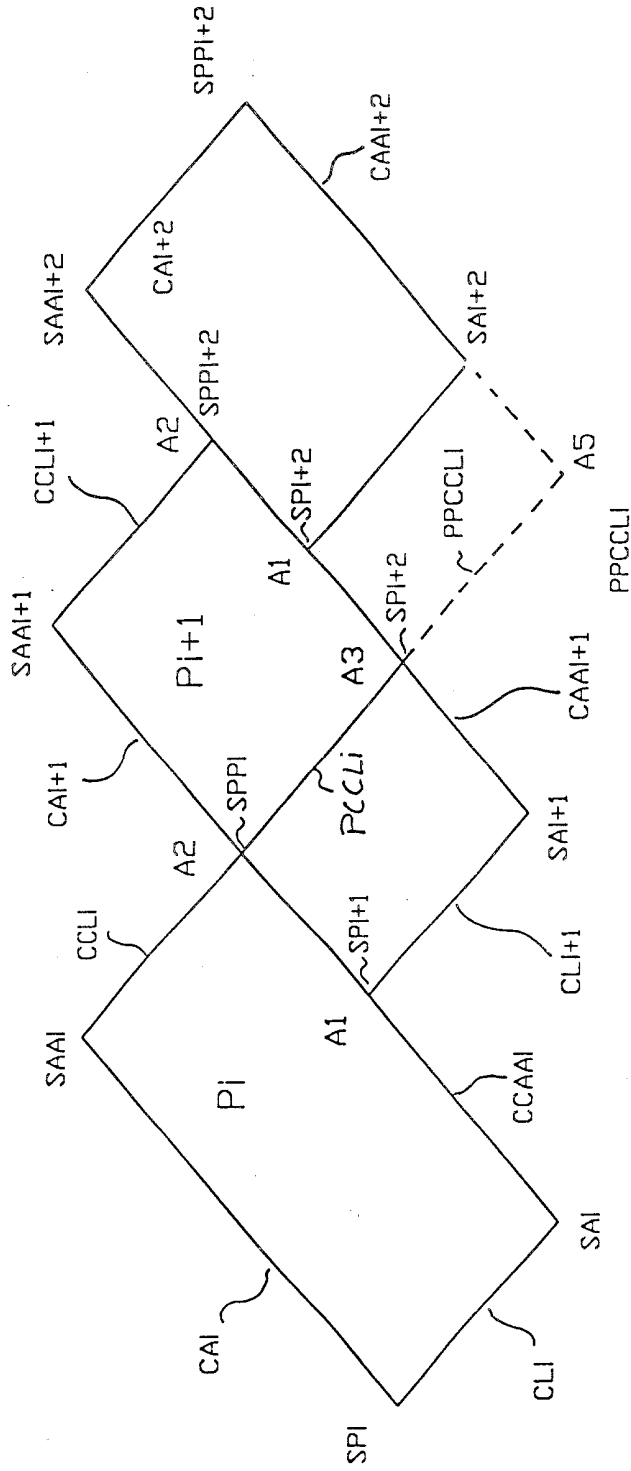 SAAI+1
CCLI+1
SAAI+2
SAAI
CAI+1
CCLI
CAI+2
A2
A2
Pi+1
SPPI+2
SPPI+2
CAI
Pi
SPPI
A1
SPI+2
A1
SPI+1
PCCLi
A3
SPI
CAAI+2
SPI+2
PPCCLI
SAI+2
CCAAI
CLI
CLI+1
SAI+1
CAAI+1
A5
SAI
PPCCLI